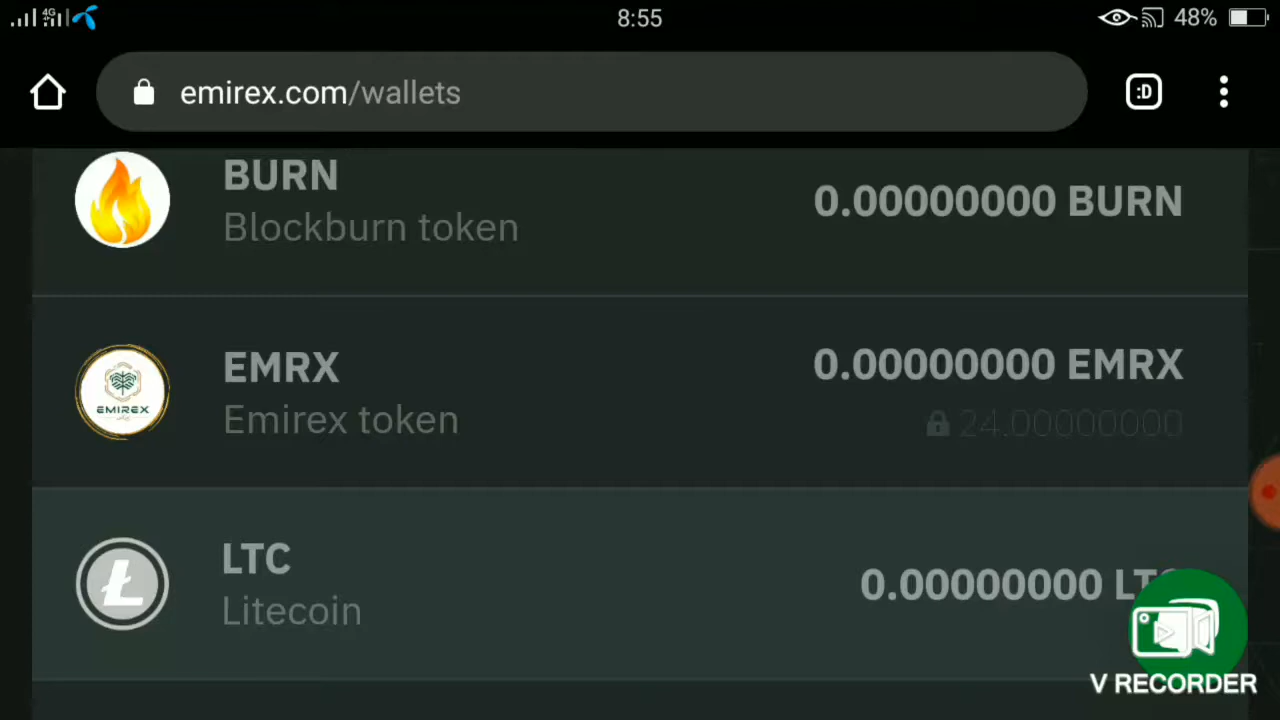 4G 8:55 48%
emirex.com/wallets :D
BURN
Blockburn token
0.00000000 BURN
EMRX
Emirex token
0.00000000 EMRX
24.00000000
EMIREX
LTC
Litecoin
0.00000000
V RECORDER